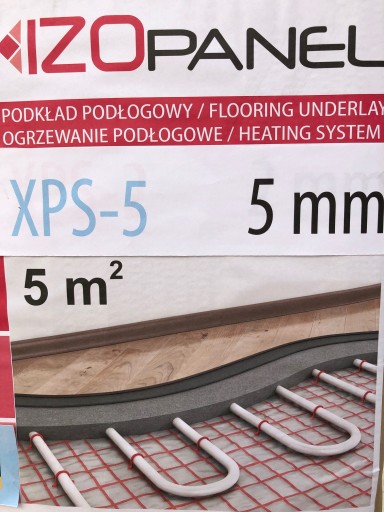 IZOPANEL
PODKŁAD PODŁOGOWY / FLOORING UNDERLAY
OGRZEWANIE PODŁOGOWE / HEATING SYSTEM
XPS-5 5 mm
5 m²